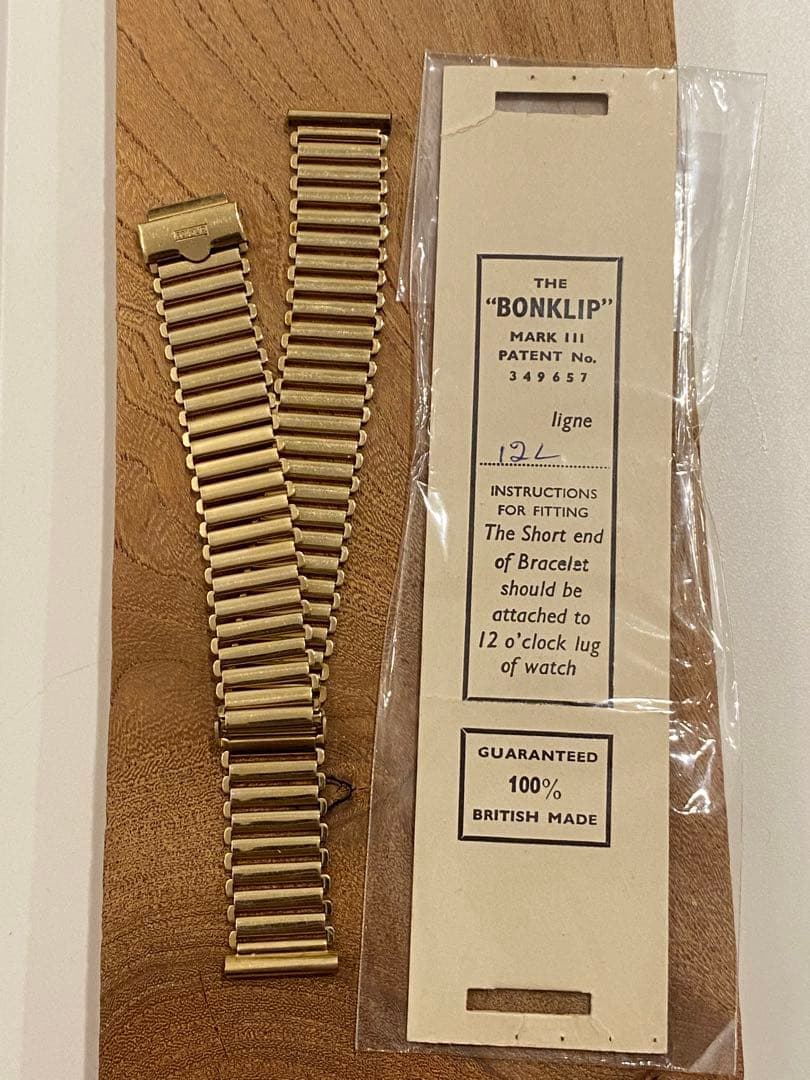 THE
"BONKLIP"
MARK III
PATENT No.
349657
ligne
12L
INSTRUCTIONS
FOR FITTING
The Short end
of Bracelet
should be
attached to
12 o'clock lug
of watch
GUARANTEED
100%
BRITISH MADE